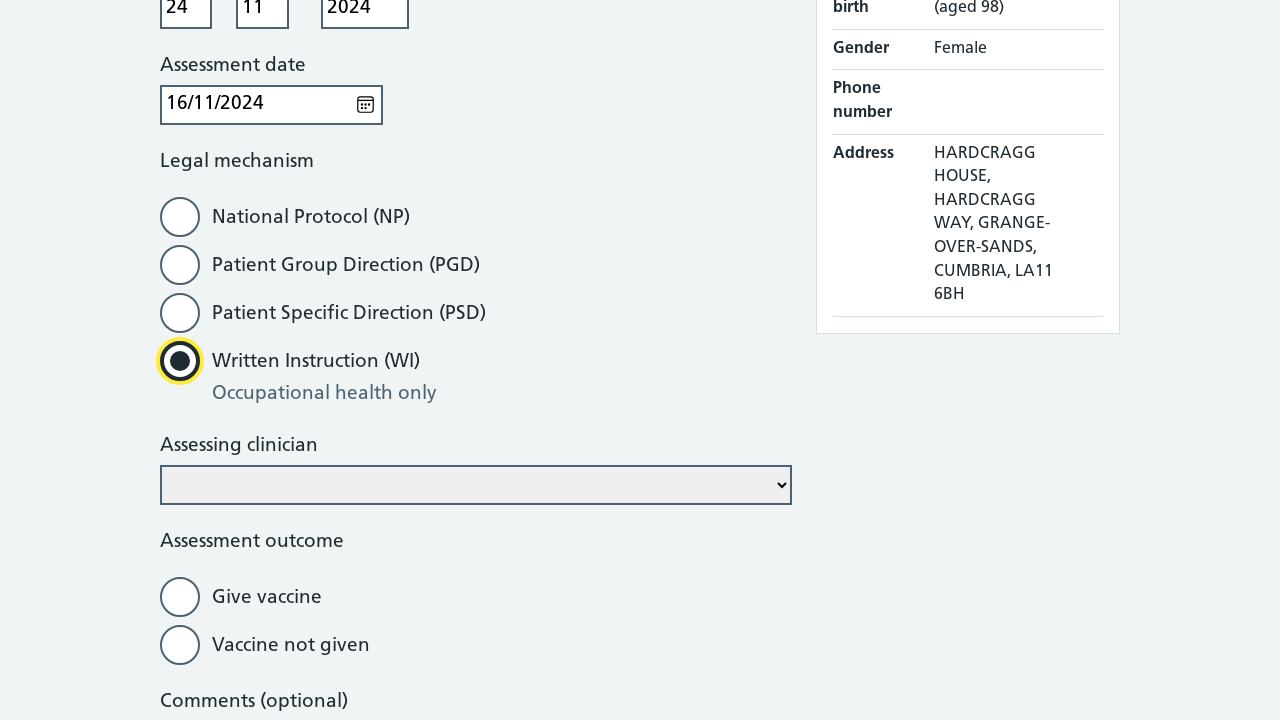 24
11
2024
Assessment date
16/11/2024
Legal mechanism
National Protocol (NP)
Patient Group Direction (PGD)
Patient Specific Direction (PSD)
Written Instruction (WI)
Occupational health only
Assessing clinician
Assessment outcome
Give vaccine
Vaccine not given
Comments (optional)
birth
(aged 98)
Gender
Female
Phone
number
Address
HARDCRAGG
HOUSE,
HARDCRAGG
WAY, GRANGE-
OVER-SANDS,
CUMBRIA, LA11
6BH